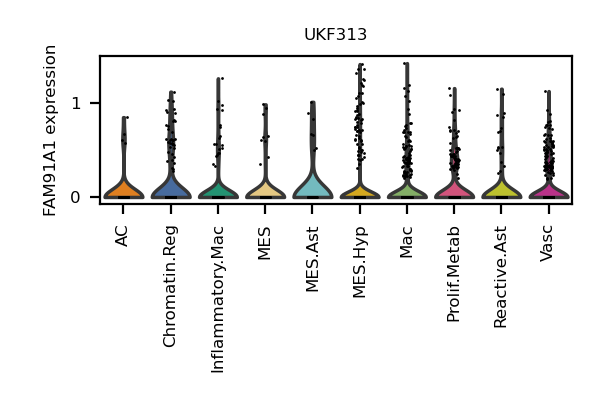 UKF313
FAM91A1 expression
1
0
AC
Chromatin.Reg
Inflammatory.Mac
MES
MES.Ast
MES.Hyp
Mac
Prolif.Metab
Reactive.Ast
Vasc